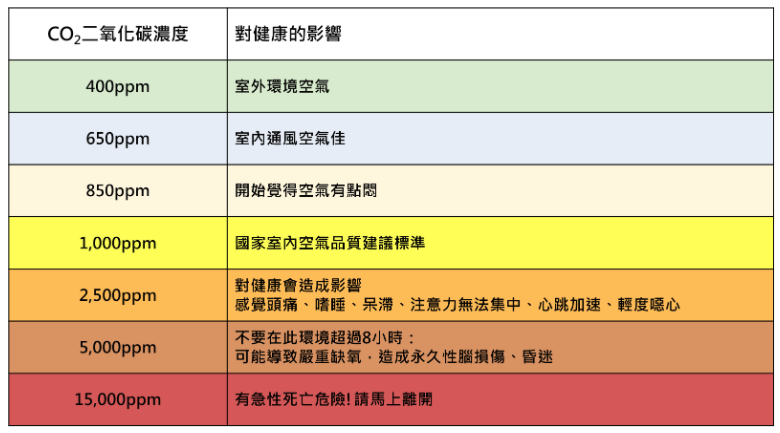 CO₂二氧化碳濃度 對健康的影響
400ppm 室外環境空氣
650ppm 室內通風空氣佳
850ppm 開始覺得空氣有點悶
1,000ppm 國家室內空氣品質建議標準
2,500ppm 對健康會造成影響
感覺頭痛、嗜睡、呆滯、注意力無法集中、心跳加速、輕度噁心
5,000ppm 不要在此環境超過8小時：
可能導致嚴重缺氧，造成永久性腦損傷、昏迷
15,000ppm 有急性死亡危險! 請馬上離開